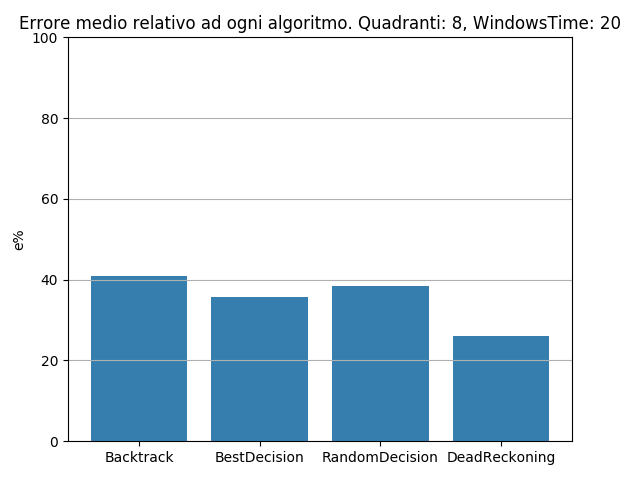 Errore medio relativo ad ogni algoritmo. Quadranti: 8, WindowsTime: 20
100
80
60
40
20
0
e%
Backtrack BestDecision RandomDecision DeadReckoning